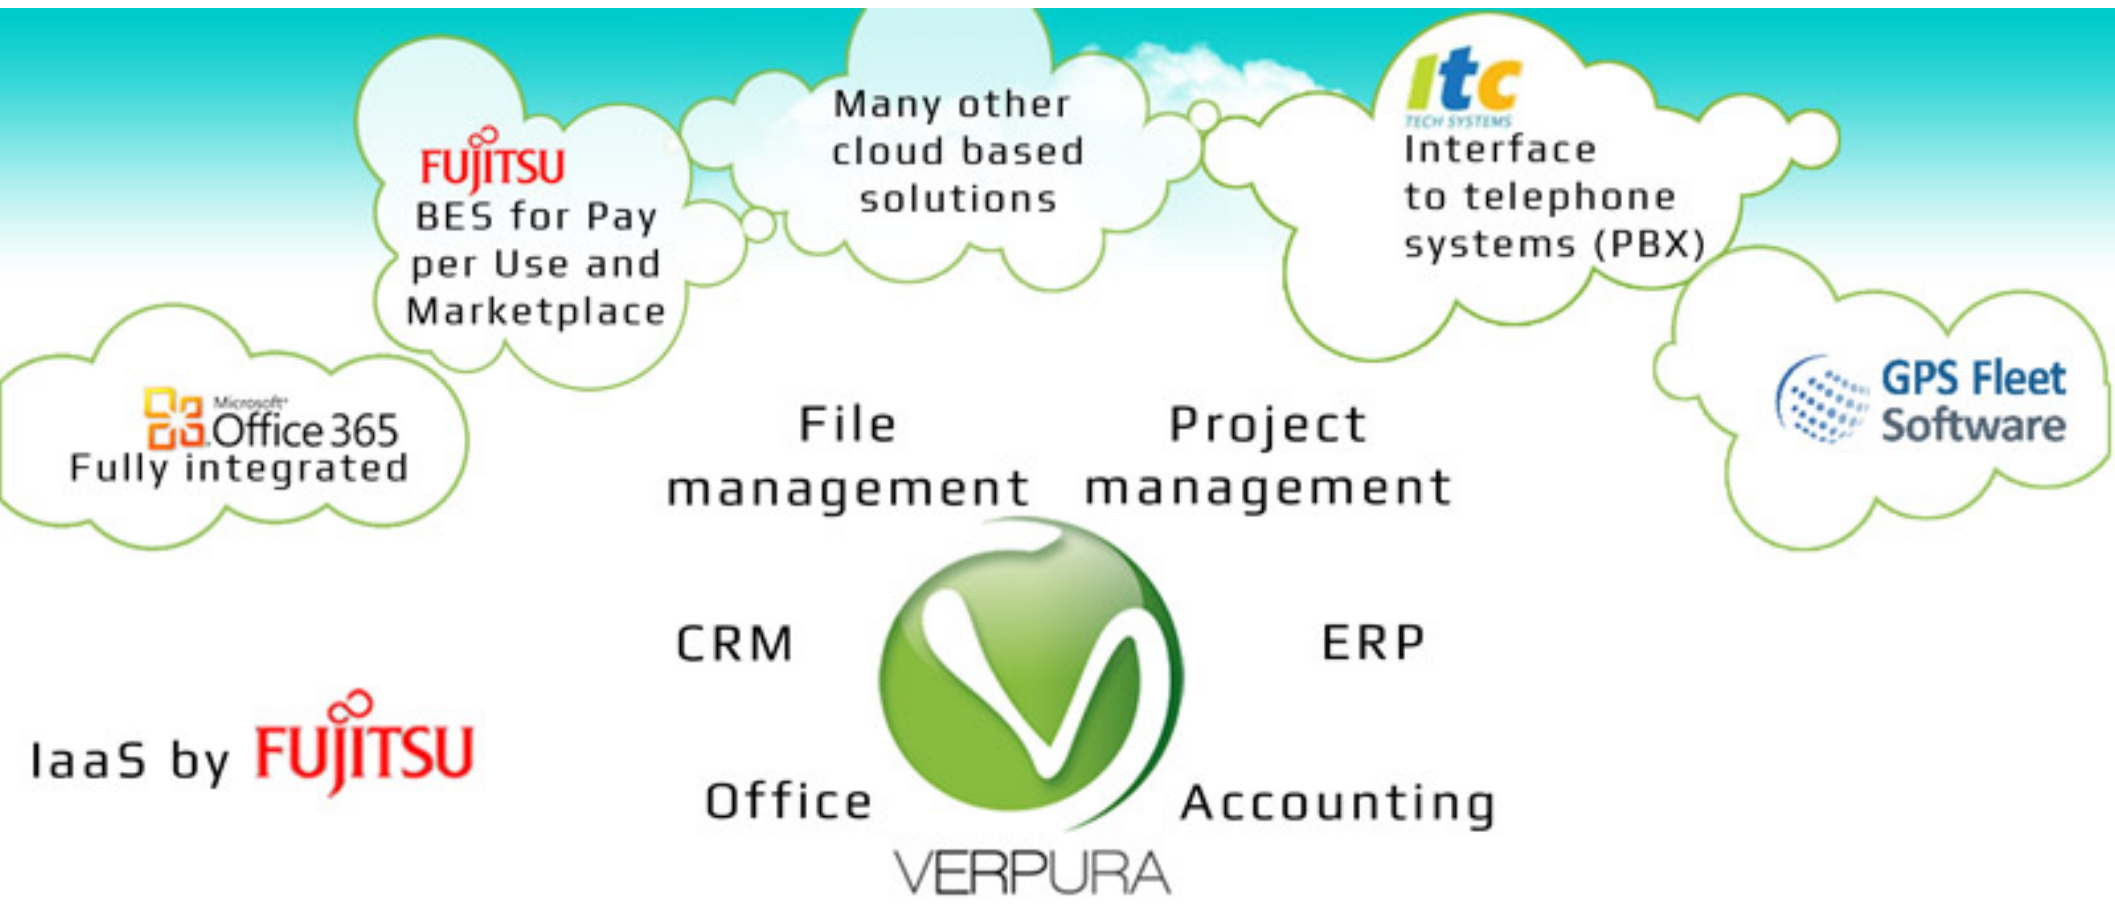 FUJITSU
BES for Pay
per Use and
Marketplace
Many other
cloud based
solutions
itc
TECH SYSTEMS
Interface
to telephone
systems (PBX)
Microsoft
Office 365
Fully integrated
GPS Fleet
Software
File
management
Project
management
CRM
ERP
IaaS by FUJITSU
Office
Accounting
VERPURA